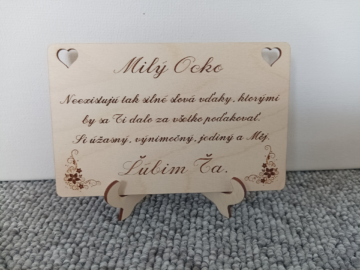 Milý Ocko
Neexistujú tak silné slová vďaky, ktorými
by sa Ti dalo za všetko poďakovať.
Si úžasný, výnimočný, jediný a Môj.
Ľúbim Ťa.